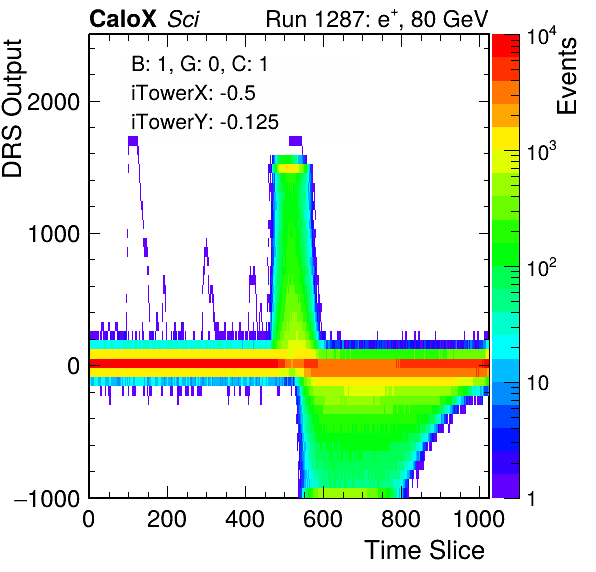 CaloX Sci Run 1287: e+, 80 GeV
B: 1, G: 0, C: 1
iTowerX: -0.5
iTowerY: -0.125
DRS Output
2000
1000
0
−1000
0 200 400 600 800 1000
Time Slice
Events
10^4
10^3
10^2
10
1